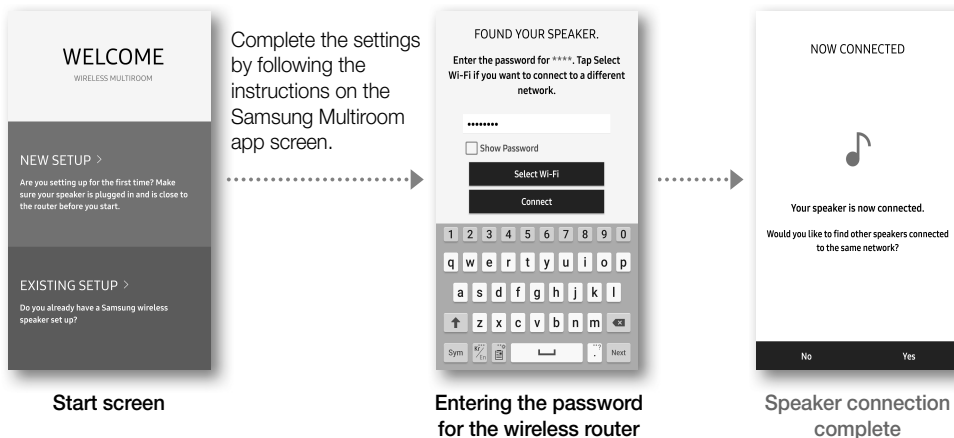 WELCOME
WIRELESS MULTIROOM
NEW SETUP >
Are you setting up for the first time? Make
sure your speaker is plugged in and is close to
the router before you start.
EXISTING SETUP >
Do you already have a Samsung wireless
speaker set up?
Start screen
Complete the settings
by following the
instructions on the
Samsung Multiroom
app screen.
FOUND YOUR SPEAKER.
Enter the password for ****. Tap Select
Wi-Fi if you want to connect to a different
network.
••••••••
Show Password
Select Wi-Fi
Connect
1 2 3 4 5 6 7 8 9 0
q w e r t y u i o p
a s d f g h j k l
z x c v b n m
Sym . Next
Entering the password
for the wireless router
NOW CONNECTED
Your speaker is now connected.
Would you like to find other speakers connected
to the same network?
No Yes
Speaker connection
complete